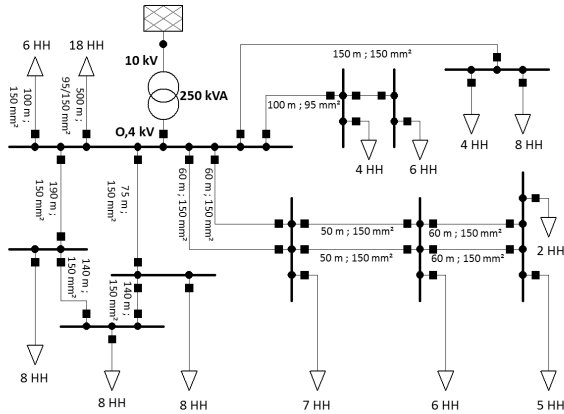 6 HH
18 HH
10 kV
250 kVA
O,4 kV
100 m ;
150 mm²
500 m ;
95/150 mm²
150 m ; 150 mm²
100 m ; 95 mm²
4 HH
6 HH
4 HH
8 HH
190 m ;
150 mm²
75 m ;
150 mm²
60 m ; 150 mm²
60 m ; 150 mm²
50 m ; 150 mm²
60 m ; 150 mm²
50 m ; 150 mm²
60 m ; 150 mm²
2 HH
140 m ;
150 mm²
140 m ;
150 mm²
8 HH
8 HH
8 HH
7 HH
6 HH
5 HH